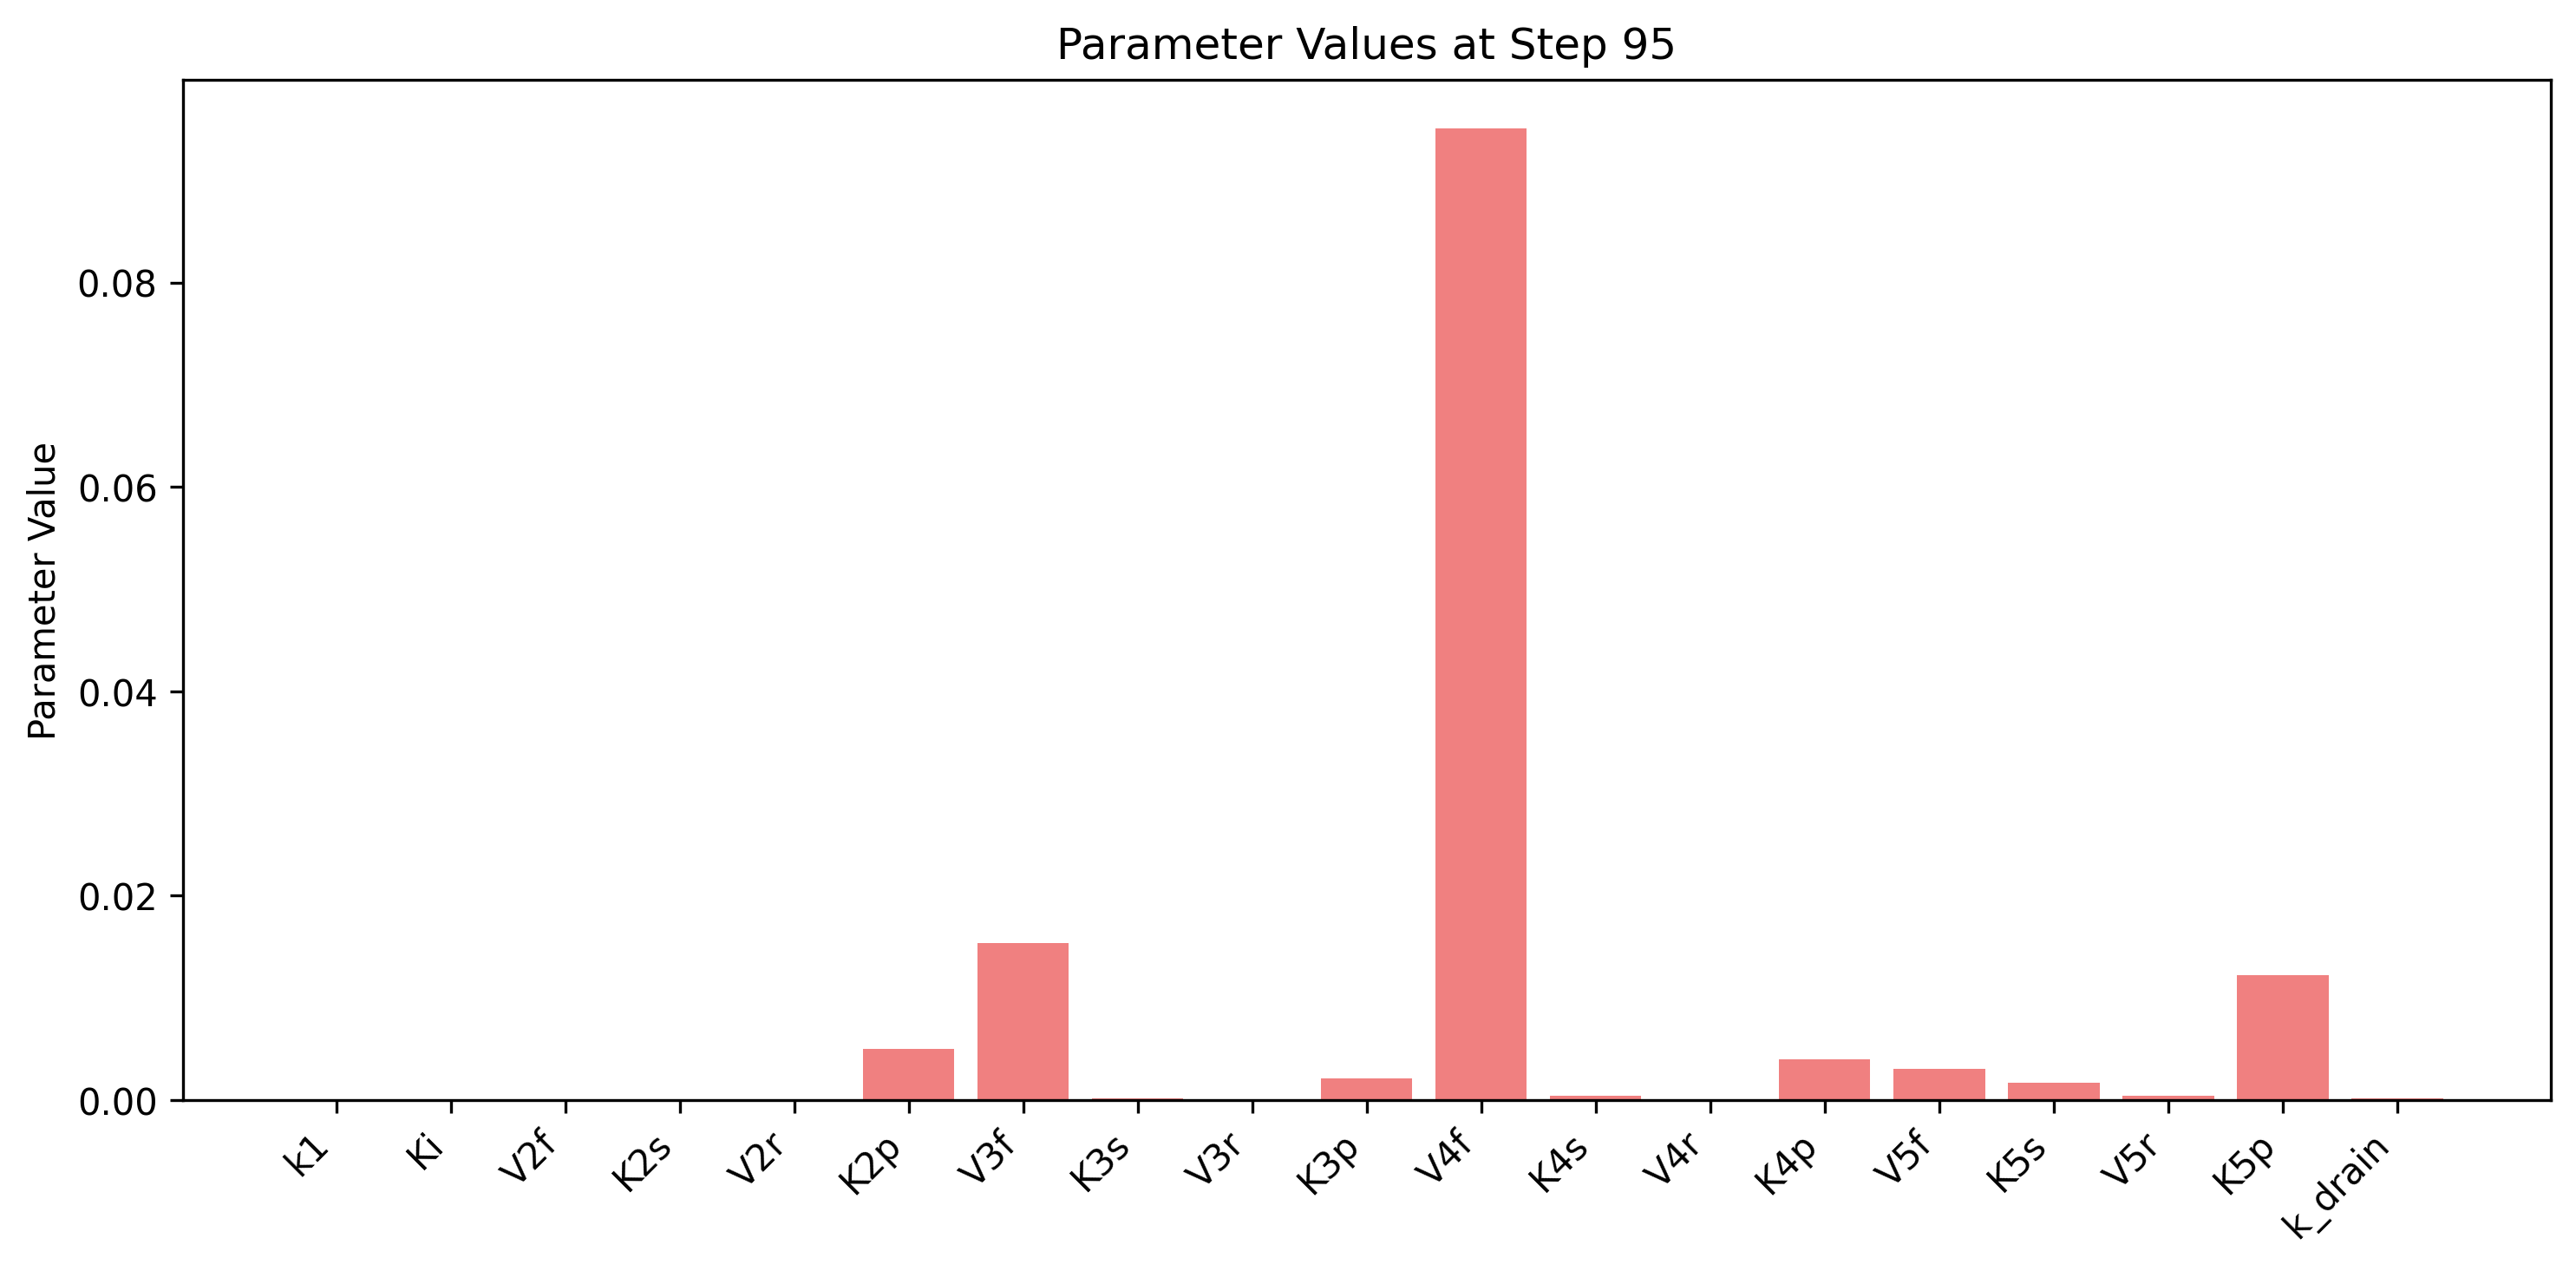 Parameter Values at Step 95
Parameter Value
0.08
0.06
0.04
0.02
0.00
k1
Ki
V2f
K2s
V2r
K2p
V3f
K3s
V3r
K3p
V4f
K4s
V4r
K4p
V5f
K5s
V5r
K5p
k_drain